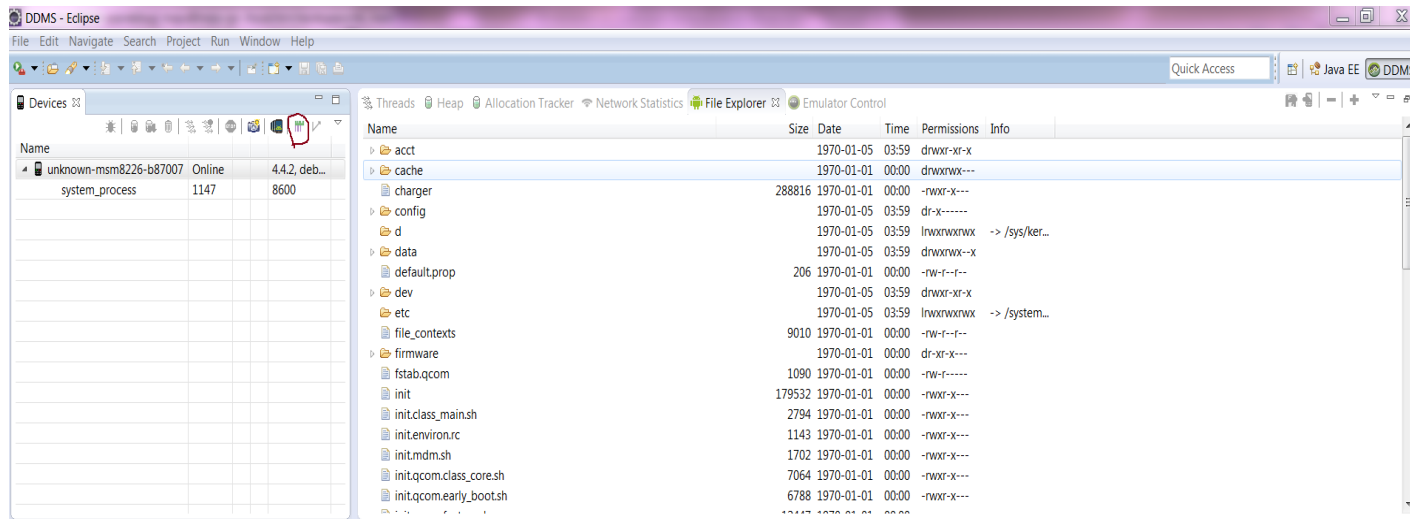 DDMS - Eclipse
File Edit Navigate Search Project Run Window Help
Quick Access
Java EE
DDM
Devices
Name
unknown-msm8226-b87007 Online 4.4.2, deb...
system_process 1147 8600
Threads Heap Allocation Tracker Network Statistics File Explorer Emulator Control
Name Size Date Time Permissions Info
acct 1970-01-05 03:59 drwxr-xr-x
cache 1970-01-01 00:00 drwxrwx---
charger 288816 1970-01-01 00:00 -rwxr-x---
config 1970-01-05 03:59 dr-x------
d 1970-01-05 03:59 lrwxrwxrwx -> /sys/ker...
data 1970-01-05 03:59 drwxrwx--x
default.prop 206 1970-01-01 00:00 -rw-r--r--
dev 1970-01-05 03:59 drwxr-xr-x
etc 1970-01-05 03:59 lrwxrwxrwx -> /system...
file_contexts 9010 1970-01-01 00:00 -rw-r--r--
firmware 1970-01-01 00:00 dr-xr-x---
fstab.qcom 1090 1970-01-01 00:00 -rw-r-----
init 179532 1970-01-01 00:00 -rwxr-x---
init.class_main.sh 2794 1970-01-01 00:00 -rwxr-x---
init.environ.rc 1143 1970-01-01 00:00 -rwxr-x---
init.mdm.sh 1702 1970-01-01 00:00 -rwxr-x---
init.qcom.class_core.sh 7064 1970-01-01 00:00 -rwxr-x---
init.qcom.early_boot.sh 6788 1970-01-01 00:00 -rwxr-x---